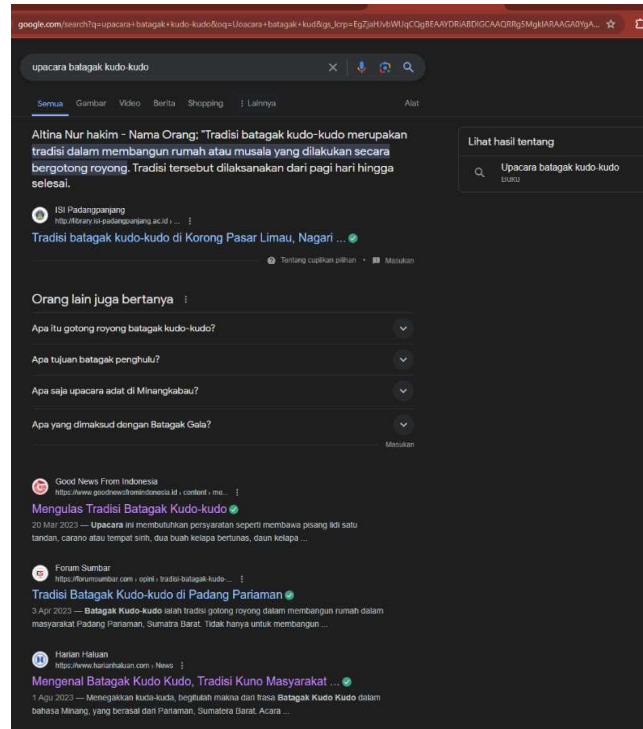 google.com/search?q=upacara+batagak+kudo-kudo&oq=Uoacara+batagak+kud&gs_lcrp=
upacara batagak kudo-kudo
Semua Gambar Video Berita Shopping Lainnya Alat
Altina Nur hakim - Nama Orang; "Tradisi batagak kudo-kudo merupakan
tradisi dalam membangun rumah atau musala yang dilakukan secara
bergotong royong. Tradisi tersebut dilaksanakan dari pagi hari hingga
selesai.
ISI Padangpanjang
http://library.isi-padangpanjang.ac.id › ...
Tradisi batagak kudo-kudo di Korong Pasar Limau, Nagari ...
Tentang cuplikan pilihan • Masukan
Lihat hasil tentang
Upacara batagak kudo-kudo
Buku
Orang lain juga bertanya
Apa itu gotong royong batagak kudo-kudo?
Apa tujuan batagak penghulu?
Apa saja upacara adat di Minangkabau?
Apa yang dimaksud dengan Batagak Gala?
Masukan
Good News From Indonesia
https://www.goodnewsfromindonesia.id › content › me...
Mengulas Tradisi Batagak Kudo-kudo
20 Mar 2023 — Upacara ini membutuhkan persyaratan seperti membawa pisang lidi satu
tandan, carano atau tempat sirih, dua buah kelapa bertunas, daun kelapa ...
Forum Sumbar
https://forumsumbar.com › opini › tradisi-batagak-kudo-...
Tradisi Batagak Kudo-kudo di Padang Pariaman
3 Apr 2023 — Batagak Kudo-kudo ialah tradisi gotong royong dalam membangun rumah dalam
masyarakat Padang Pariaman, Sumatra Barat. Tidak hanya untuk membangun ...
Harian Haluan
https://www.harianhaluan.com › News
Mengenal Batagak Kudo Kudo, Tradisi Kuno Masyarakat ...
1 Agu 2023 — Menegakkan kuda-kuda, begitulah makna dari frasa Batagak Kudo Kudo dalam
bahasa Minang, yang berasal dari Pariaman, Sumatera Barat. Acara ...